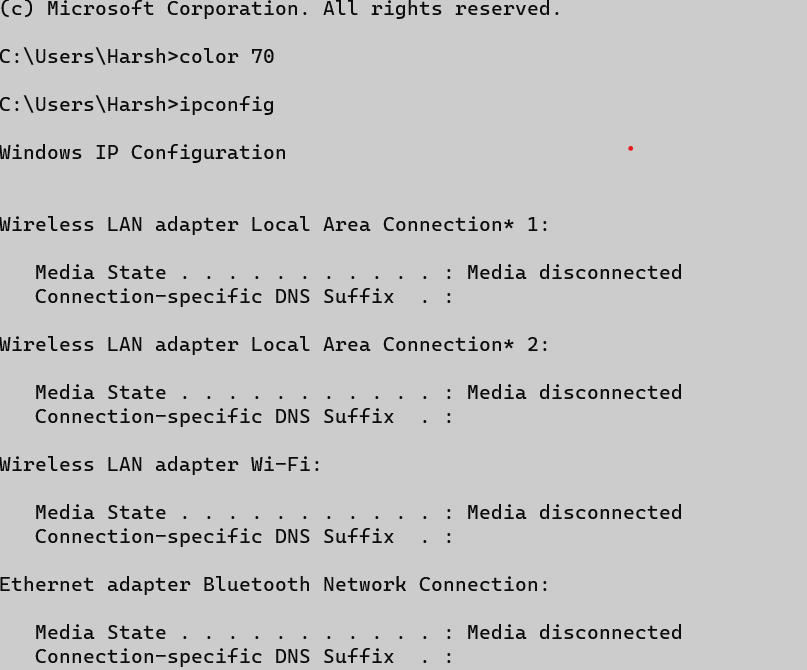 (c) Microsoft Corporation. All rights reserved.
C:\Users\Harsh>color 70
C:\Users\Harsh>ipconfig
Windows IP Configuration
Wireless LAN adapter Local Area Connection* 1:
Media State . . . . . . . . . . . : Media disconnected
Connection-specific DNS Suffix  . :
Wireless LAN adapter Local Area Connection* 2:
Media State . . . . . . . . . . . : Media disconnected
Connection-specific DNS Suffix  . :
Wireless LAN adapter Wi-Fi:
Media State . . . . . . . . . . . : Media disconnected
Connection-specific DNS Suffix  . :
Ethernet adapter Bluetooth Network Connection:
Media State . . . . . . . . . . . : Media disconnected
Connection-specific DNS Suffix  . :